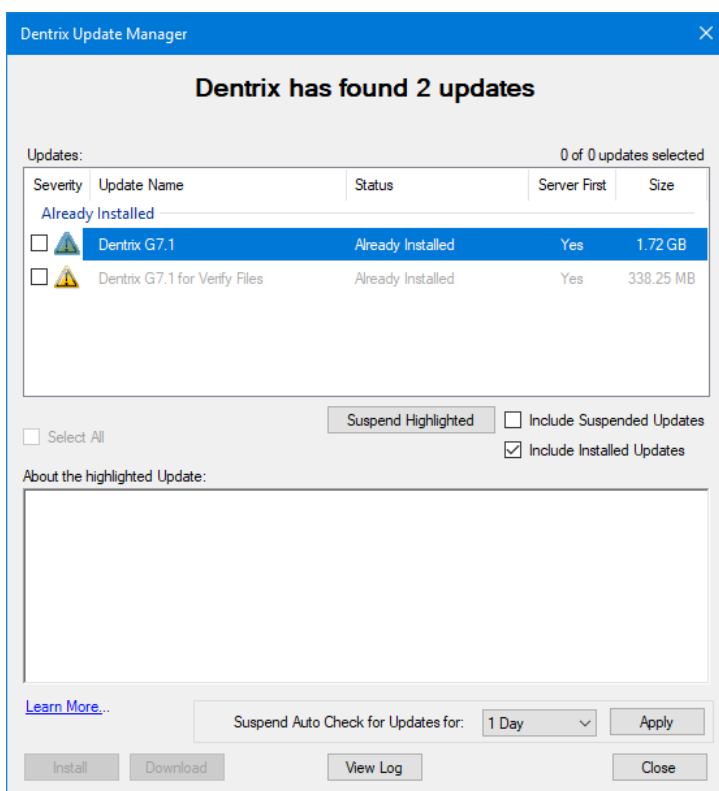 Dentrix Update Manager
Dentrix has found 2 updates
Updates: 0 of 0 updates selected
Severity Update Name Status Server First Size
Already Installed
Dentrix G7.1 Already Installed Yes 1.72 GB
Dentrix G7.1 for Verify Files Already Installed Yes 338.25 MB
Suspend Highlighted Include Suspended Updates
Select All
Include Installed Updates
About the highlighted Update:
Learn More...
Suspend Auto Check for Updates for: 1 Day Apply
Install Download View Log Close